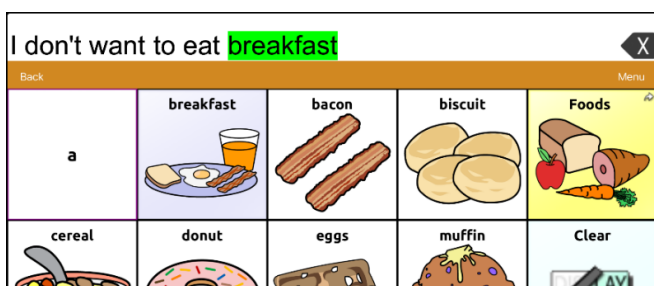 I don't want to eat breakfast X
Back Menu
a breakfast bacon biscuit Foods
cereal donut eggs muffin Clear